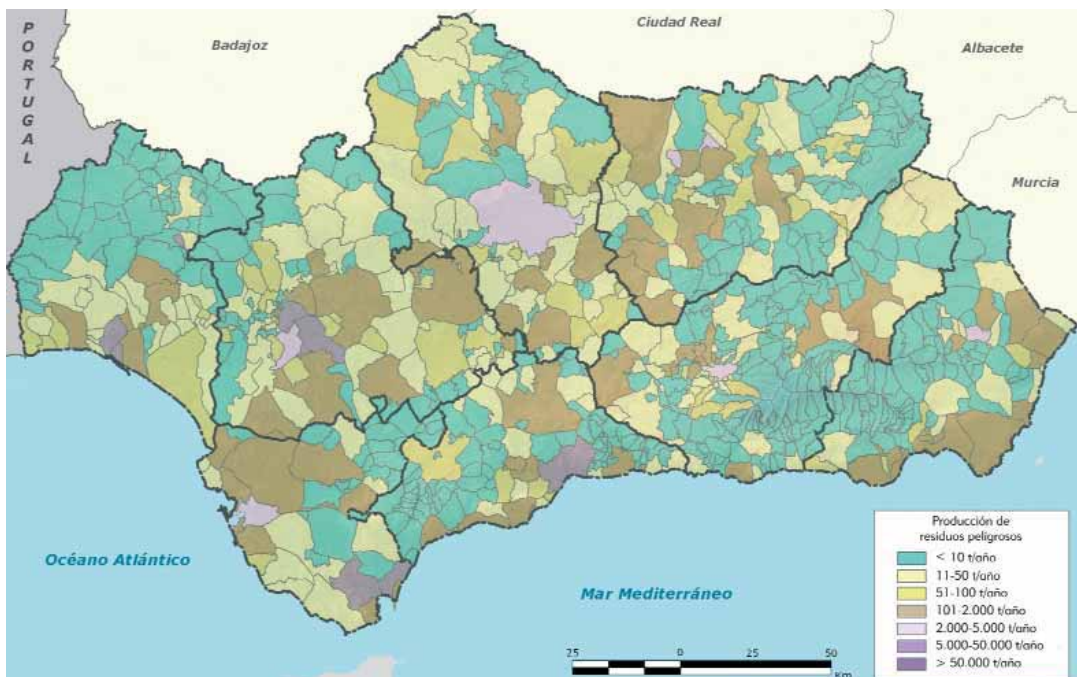 PORTUGAL
Badajoz
Ciudad Real
Albacete
Murcia
Océano Atlántico
Mar Mediterráneo
Producción de
residuos peligrosos
< 10 t/año
11-50 t/año
51-100 t/año
101-2.000 t/año
2.000-5.000 t/año
5.000-50.000 t/año
> 50.000 t/año
25 0 50
Km